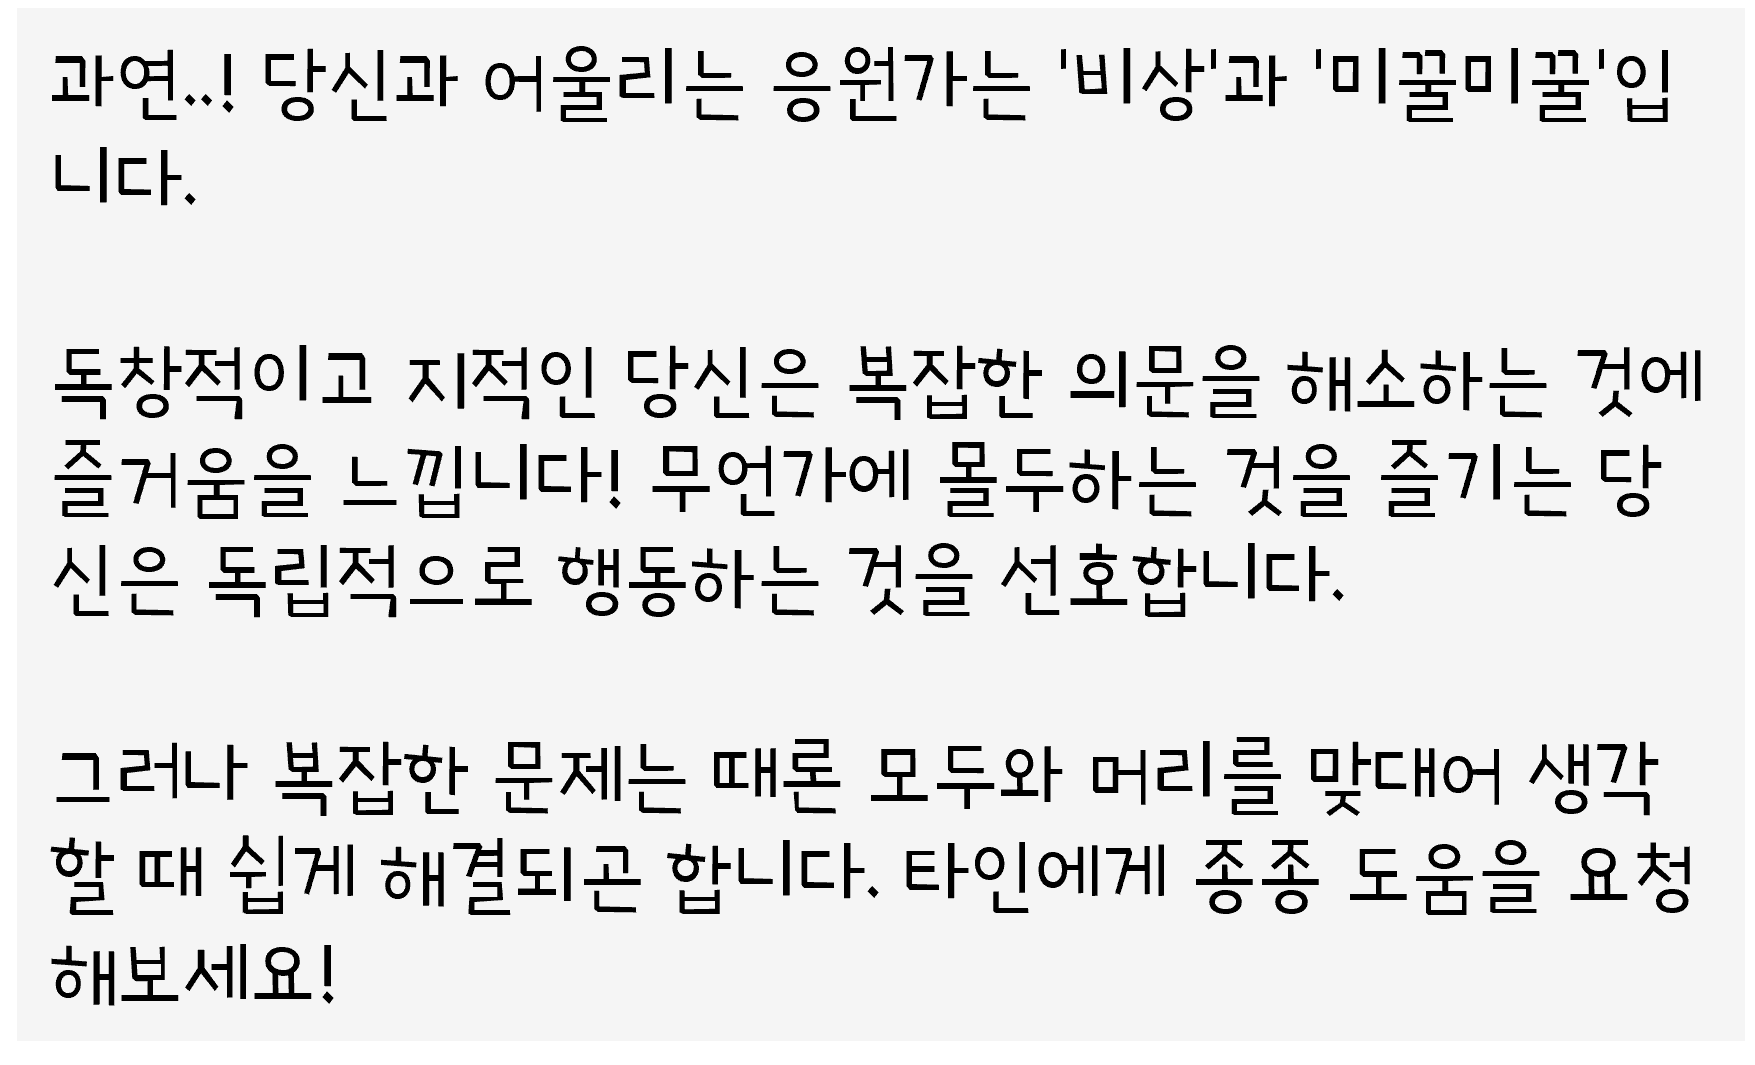 과연..! 당신과 어울리는 응원가는 '비상'과 '미꿀미꿀'입
니다.
독창적이고 지적인 당신은 복잡한 의문을 해소하는 것에
즐거움을 느낍니다! 무언가에 몰두하는 것을 즐기는 당
신은 독립적으로 행동하는 것을 선호합니다.
그러나 복잡한 문제는 때론 모두와 머리를 맞대어 생각
할 때 쉽게 해결되곤 합니다. 타인에게 종종 도움을 요청
해보세요!